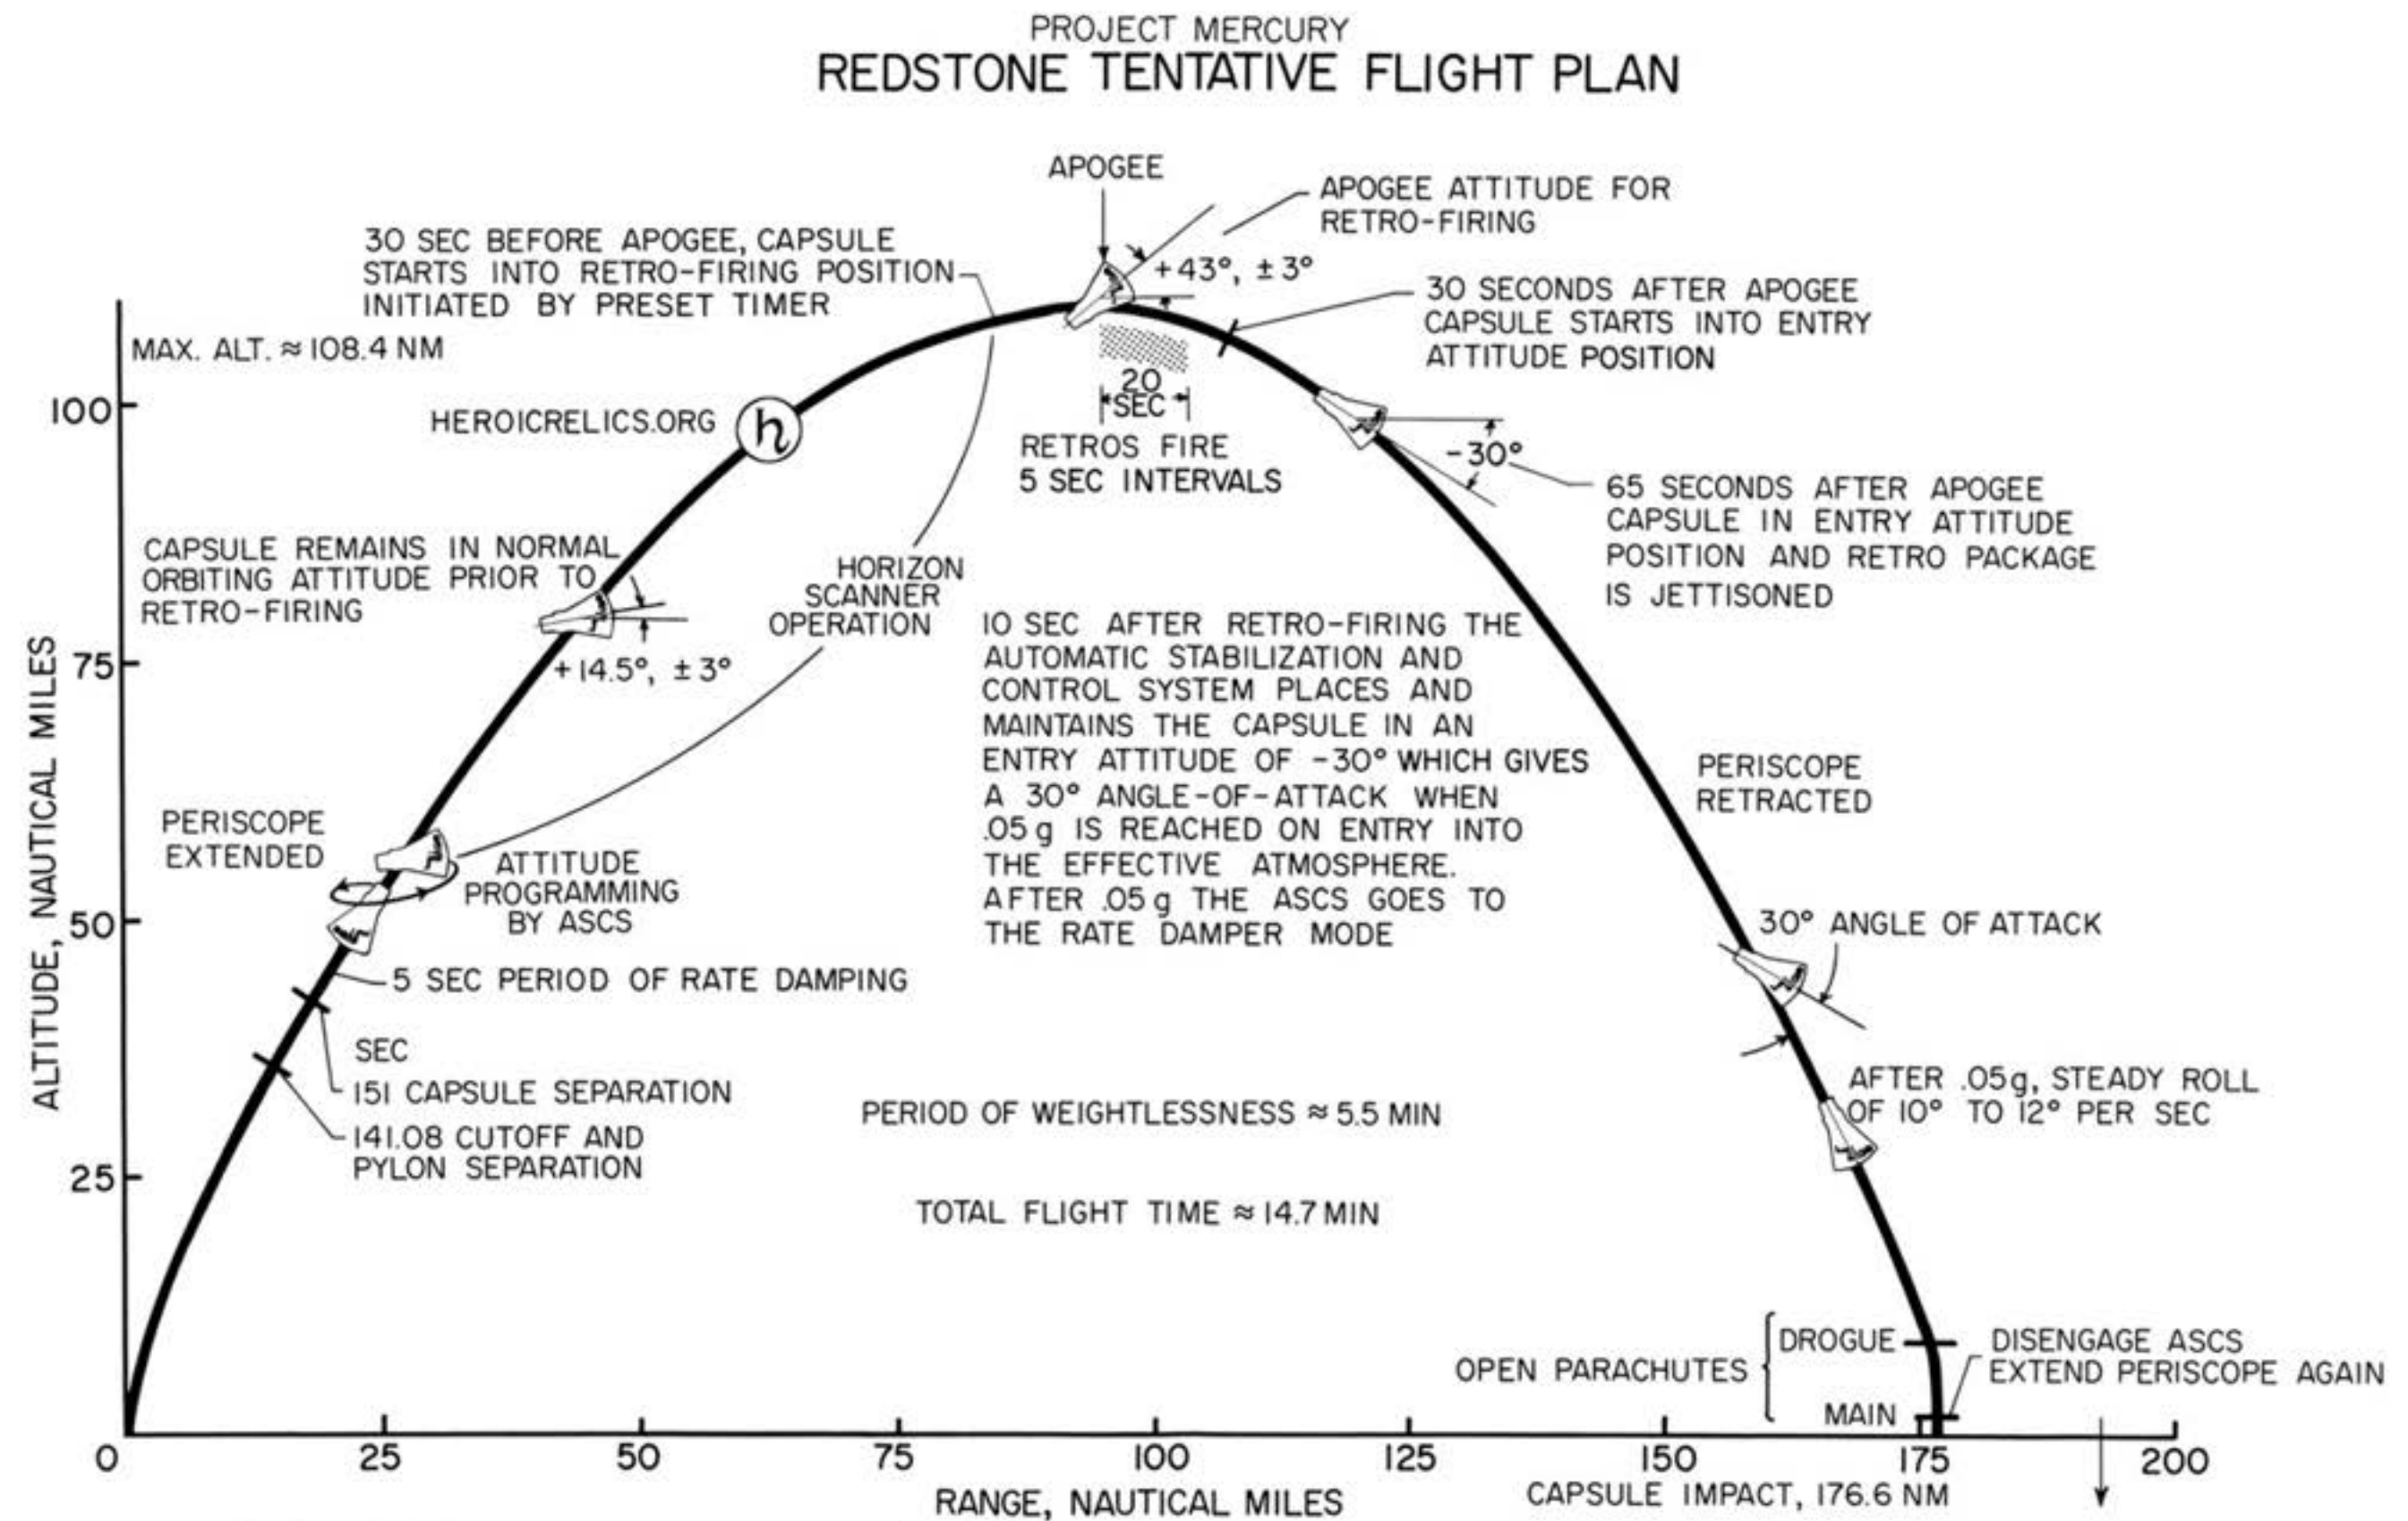 PROJECT MERCURY
REDSTONE TENTATIVE FLIGHT PLAN
APOGEE
APOGEE ATTITUDE FOR
RETRO-FIRING
30 SEC BEFORE APOGEE, CAPSULE
STARTS INTO RETRO-FIRING POSITION
INITIATED BY PRESET TIMER
+43°, ±3°
30 SECONDS AFTER APOGEE
CAPSULE STARTS INTO ENTRY
ATTITUDE POSITION
MAX. ALT. ≈ 108.4 NM
HEROICRELICS.ORG
h
20
SEC
RETROS FIRE
5 SEC INTERVALS
-30°
65 SECONDS AFTER APOGEE
CAPSULE IN ENTRY ATTITUDE
POSITION AND RETRO PACKAGE
IS JETTISONED
CAPSULE REMAINS IN NORMAL
ORBITING ATTITUDE PRIOR TO
RETRO-FIRING
+14.5°, ±3°
HORIZON
SCANNER
OPERATION
10 SEC AFTER RETRO-FIRING THE
AUTOMATIC STABILIZATION AND
CONTROL SYSTEM PLACES AND
MAINTAINS THE CAPSULE IN AN
ENTRY ATTITUDE OF -30° WHICH GIVES
A 30° ANGLE-OF-ATTACK WHEN
.05g IS REACHED ON ENTRY INTO
THE EFFECTIVE ATMOSPHERE.
AFTER .05g THE ASCS GOES TO
THE RATE DAMPER MODE
PERISCOPE
RETRACTED
PERISCOPE
EXTENDED
ATTITUDE
PROGRAMMING
BY ASCS
30° ANGLE OF ATTACK
5 SEC PERIOD OF RATE DAMPING
SEC
151 CAPSULE SEPARATION
141.08 CUTOFF AND
PYLON SEPARATION
PERIOD OF WEIGHTLESSNESS ≈ 5.5 MIN
AFTER .05g, STEADY ROLL
OF 10° TO 12° PER SEC
TOTAL FLIGHT TIME ≈ 14.7 MIN
OPEN PARACHUTES
DROGUE
MAIN
DISENGAGE ASCS
EXTEND PERISCOPE AGAIN
ALTITUDE, NAUTICAL MILES
100
75
50
25
0 25 50 75 100 125 150 175 200
RANGE, NAUTICAL MILES
CAPSULE IMPACT, 176.6 NM